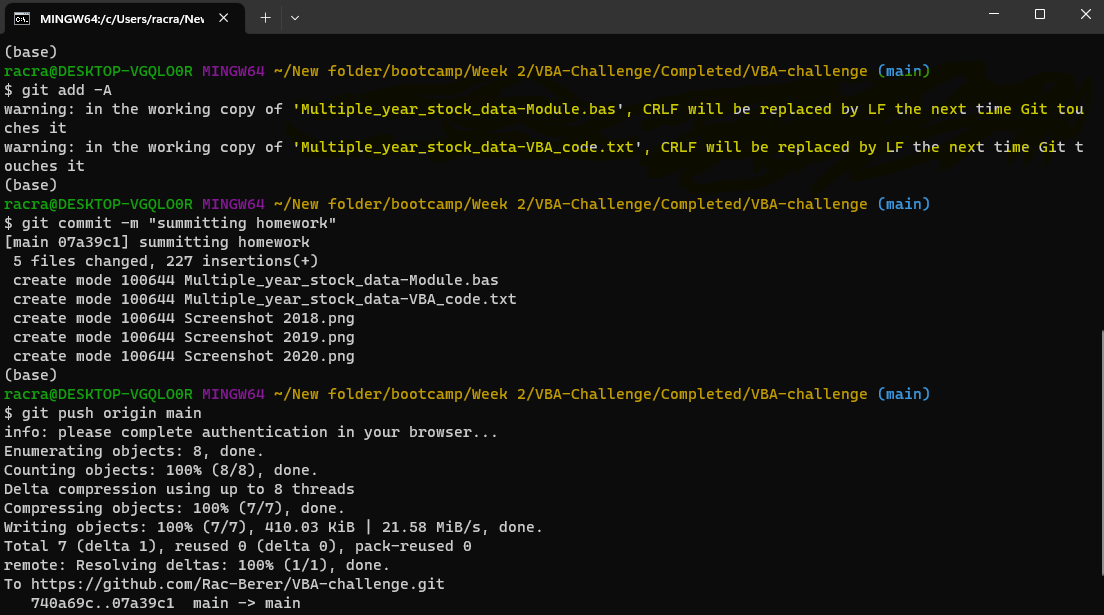 MINGW64:/c/Users/racra/New
(base)
racra@DESKTOP-VGQLO0R MINGW64 ~/New folder/bootcamp/Week 2/VBA-Challenge/Completed/VBA-challenge (main)
$ git add -A
warning: in the working copy of 'Multiple_year_stock_data-Module.bas', CRLF will be replaced by LF the next time Git tou
ches it
warning: in the working copy of 'Multiple_year_stock_data-VBA_code.txt', CRLF will be replaced by LF the next time Git t
ouches it
(base)
racra@DESKTOP-VGQLO0R MINGW64 ~/New folder/bootcamp/Week 2/VBA-Challenge/Completed/VBA-challenge (main)
$ git commit -m "summitting homework"
[main 07a39c1] summitting homework
 5 files changed, 227 insertions(+)
 create mode 100644 Multiple_year_stock_data-Module.bas
 create mode 100644 Multiple_year_stock_data-VBA_code.txt
 create mode 100644 Screenshot 2018.png
 create mode 100644 Screenshot 2019.png
 create mode 100644 Screenshot 2020.png
(base)
racra@DESKTOP-VGQLO0R MINGW64 ~/New folder/bootcamp/Week 2/VBA-Challenge/Completed/VBA-challenge (main)
$ git push origin main
info: please complete authentication in your browser...
Enumerating objects: 8, done.
Counting objects: 100% (8/8), done.
Delta compression using up to 8 threads
Compressing objects: 100% (7/7), done.
Writing objects: 100% (7/7), 410.03 KiB | 21.58 MiB/s, done.
Total 7 (delta 1), reused 0 (delta 0), pack-reused 0
remote: Resolving deltas: 100% (1/1), done.
To https://github.com/Rac-Berer/VBA-challenge.git
   740a69c..07a39c1  main -> main